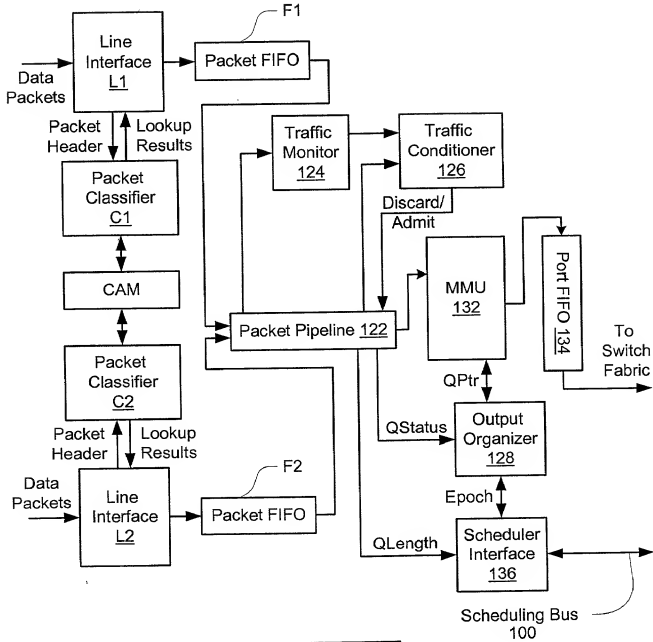 F1
Line
Interface
L1
Packet FIFO
Data
Packets
Packet
Header
Lookup
Results
Traffic
Monitor
124
Traffic
Conditioner
126
Packet
Classifier
C1
Discard/
Admit
CAM
MMU
132
Port FIFO 134
Packet Pipeline 122
To
Switch
Fabric
Packet
Classifier
C2
QPtr
Packet
Header
Lookup
Results
QStatus
Output
Organizer
128
F2
Data
Packets
Line
Interface
L2
Packet FIFO
Epoch
QLength
Scheduler
Interface
136
Scheduling Bus
100